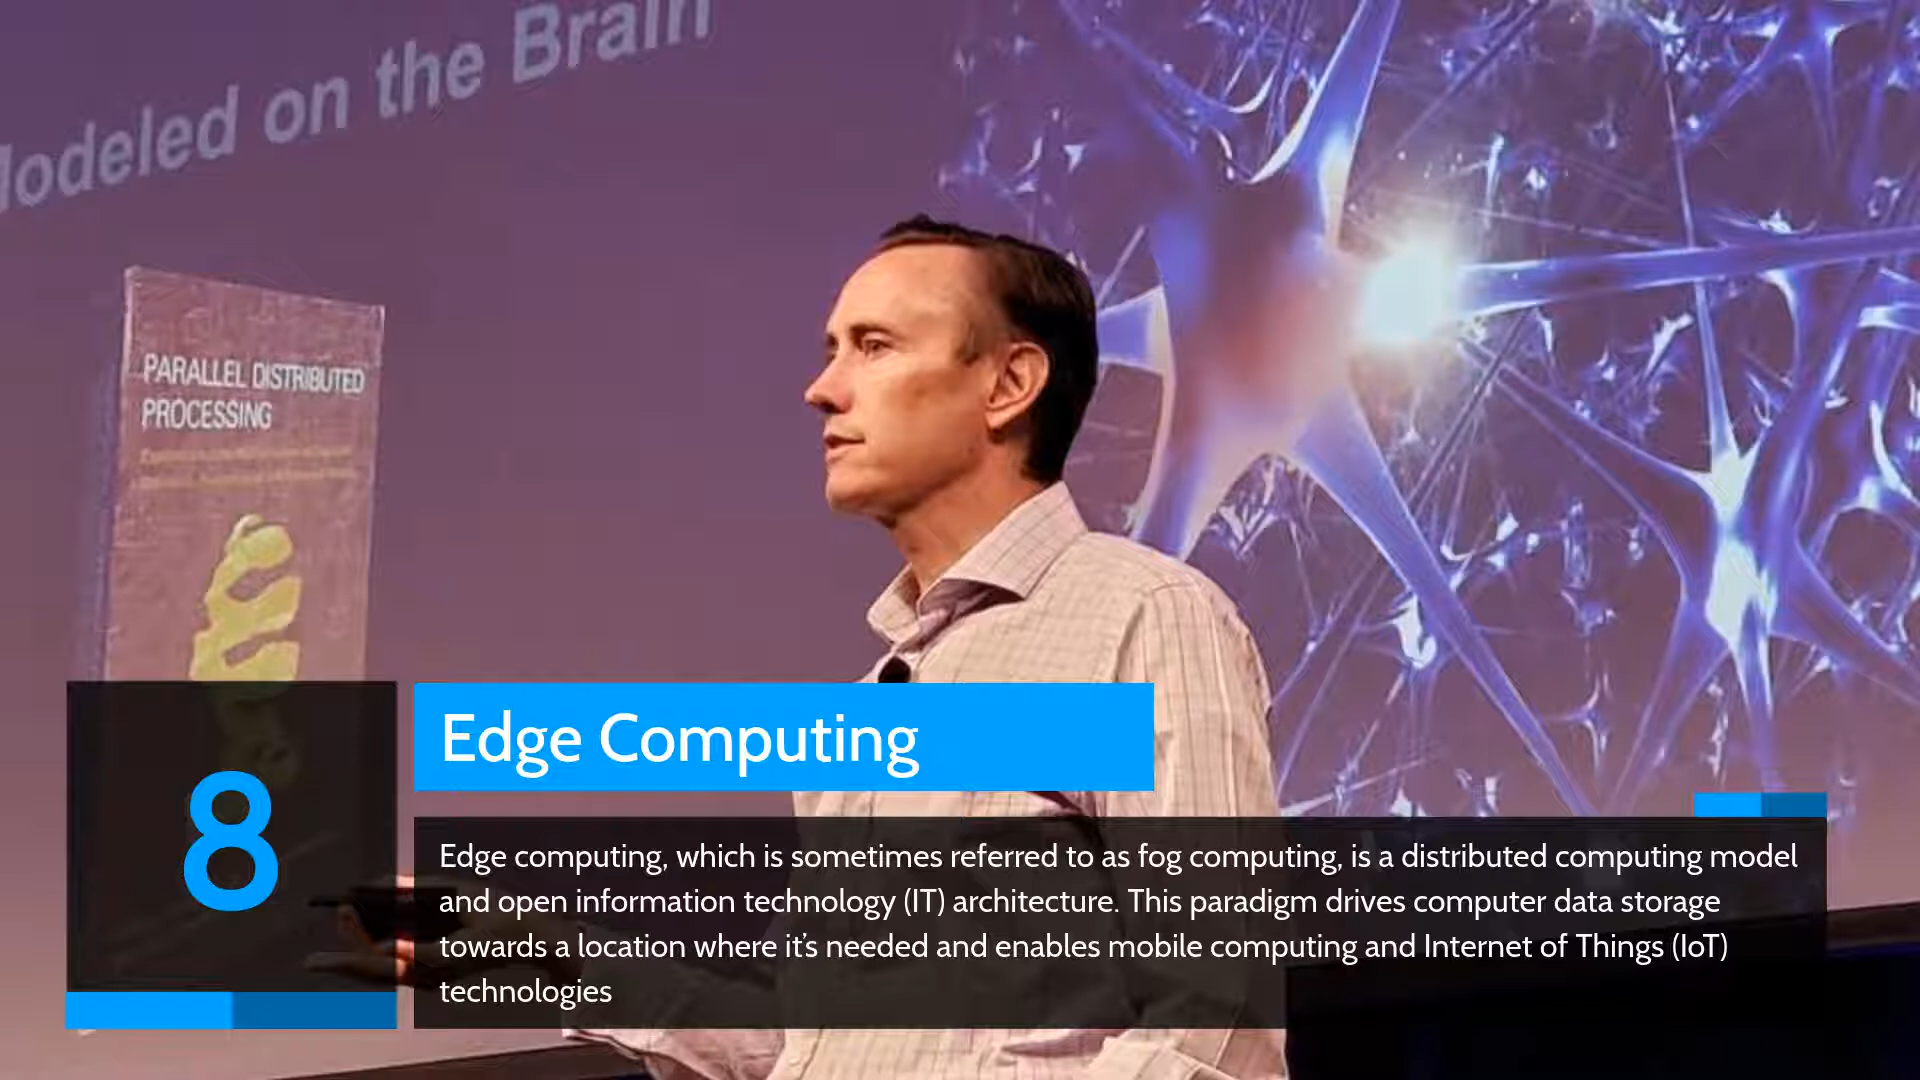 odeled on the Brain
PARALLEL DISTRIBUTED
PROCESSING
8
Edge Computing
Edge computing, which is sometimes referred to as fog computing, is a distributed computing model
and open information technology (IT) architecture. This paradigm drives computer data storage
towards a location where it's needed and enables mobile computing and Internet of Things (IoT)
technologies